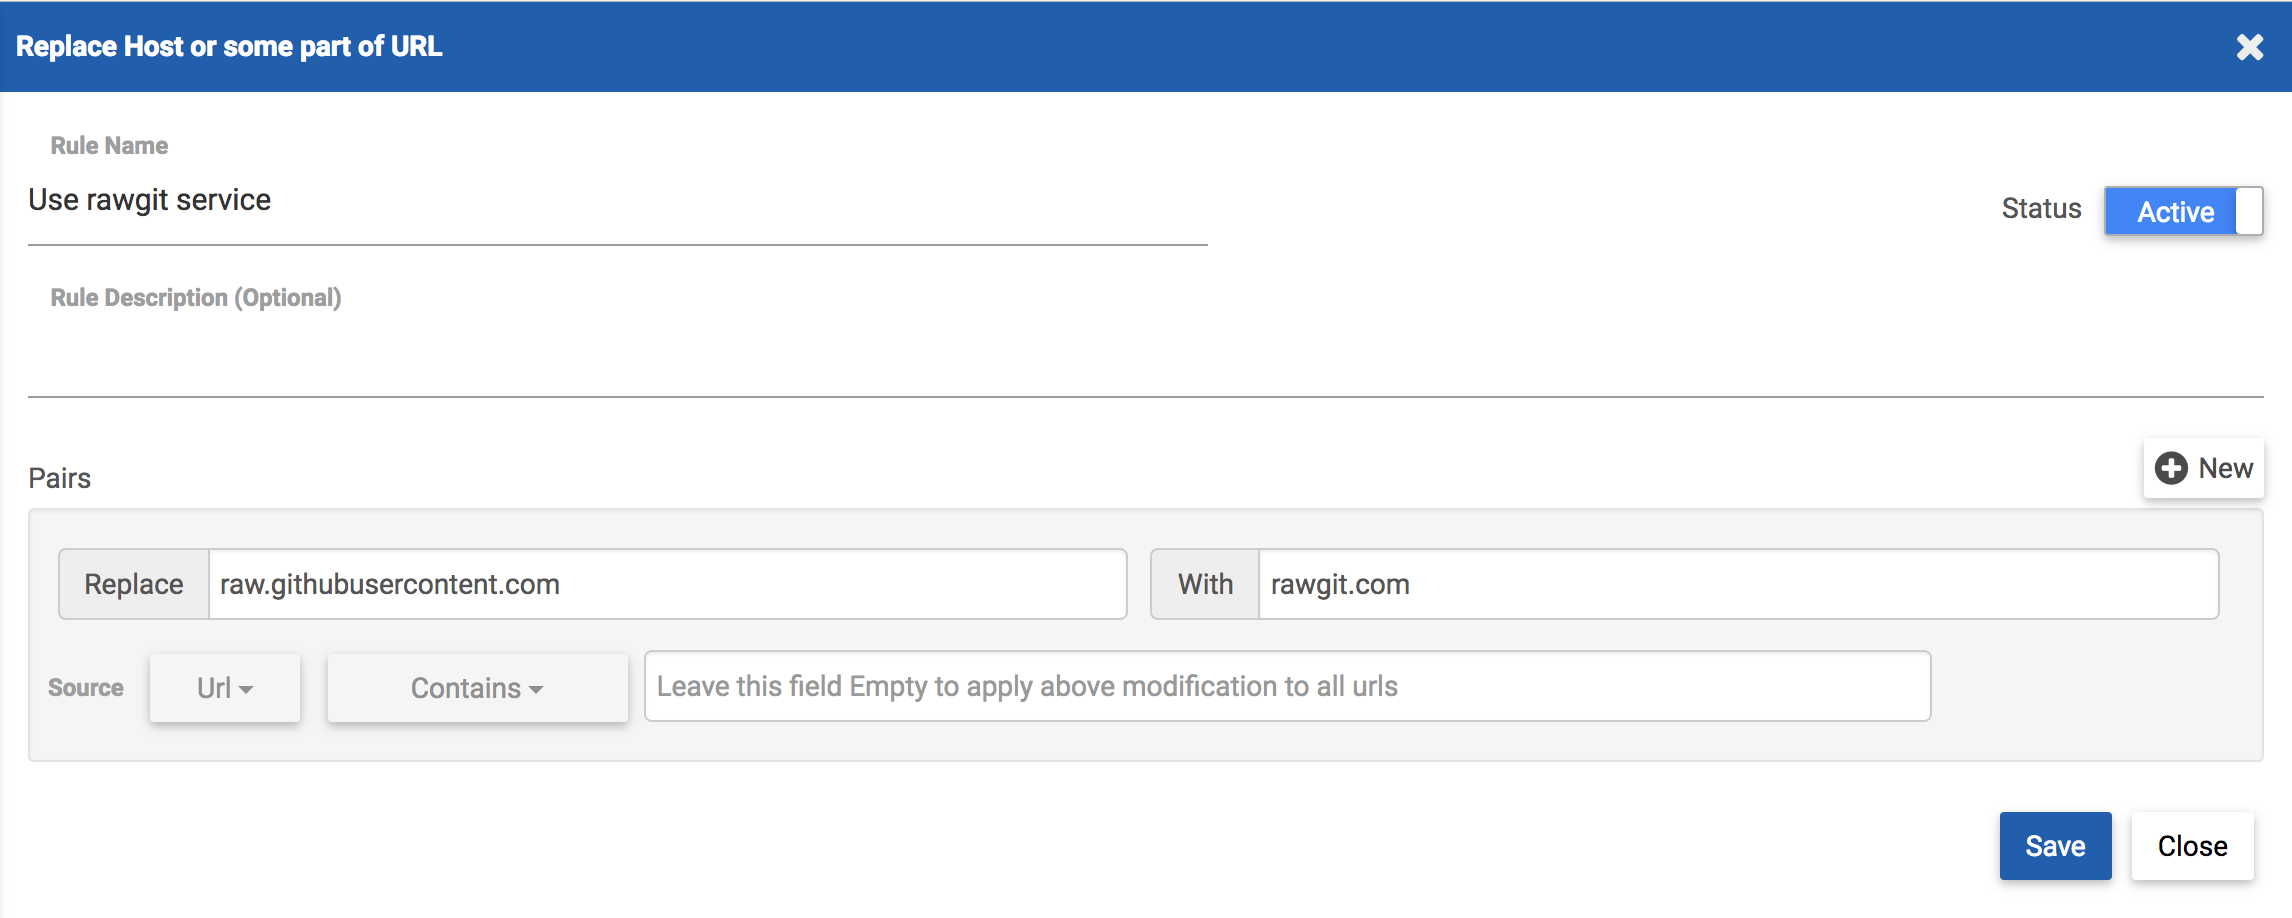 Replace Host or some part of URL
Rule Name
Use rawgit service
Status Active
Rule Description (Optional)
Pairs
New
Replace raw.githubusercontent.com With rawgit.com
Source Url Contains Leave this field Empty to apply above modification to all urls
Save Close